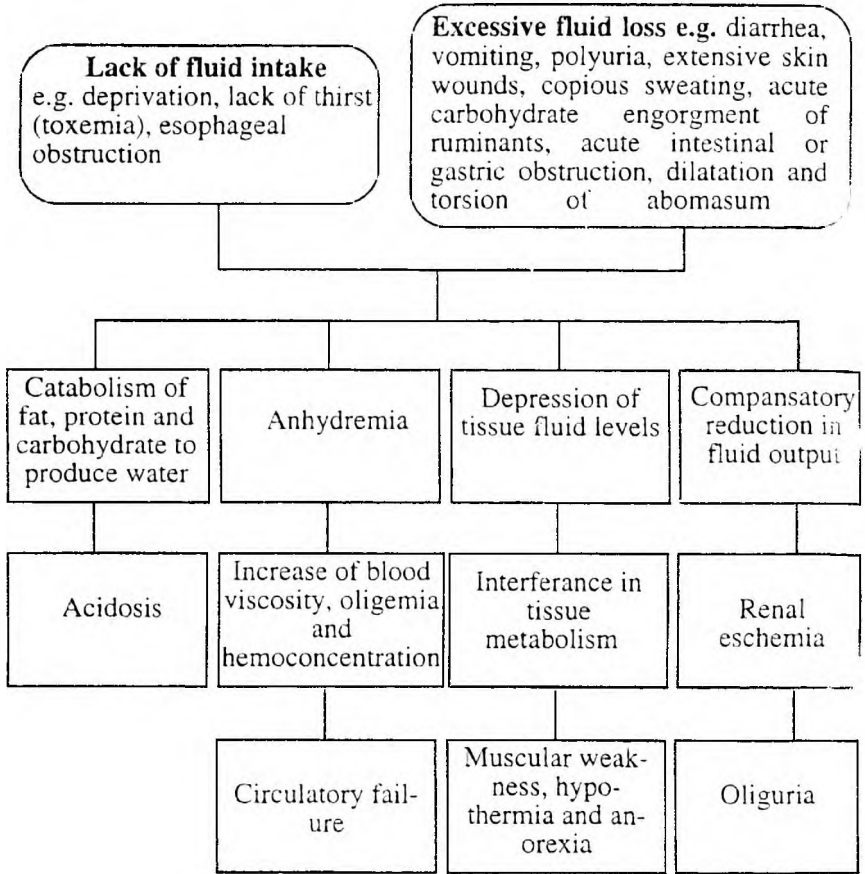 Lack of fluid intake
e.g. deprivation, lack of thirst
(toxemia), esophageal
obstruction
Excessive fluid loss e.g. diarrhea,
vomiting, polyuria, extensive skin
wounds, copious sweating, acute
carbohydrate engorgment of
ruminants, acute intestinal or
gastric obstruction, dilatation and
torsion of abomasum
Catabolism of
fat, protein and
carbohydrate to
produce water
Anhydremia
Depression of
tissue fluid levels
Compansatory
reduction in
fluid output
Acidosis
Increase of blood
viscosity, oligemia
and
hemoconcentration
Interferance in
tissue
metabolism
Renal
eschemia
Circulatory fail-
ure
Muscular weak-
ness, hypo-
thermia and an-
orexia
Oliguria